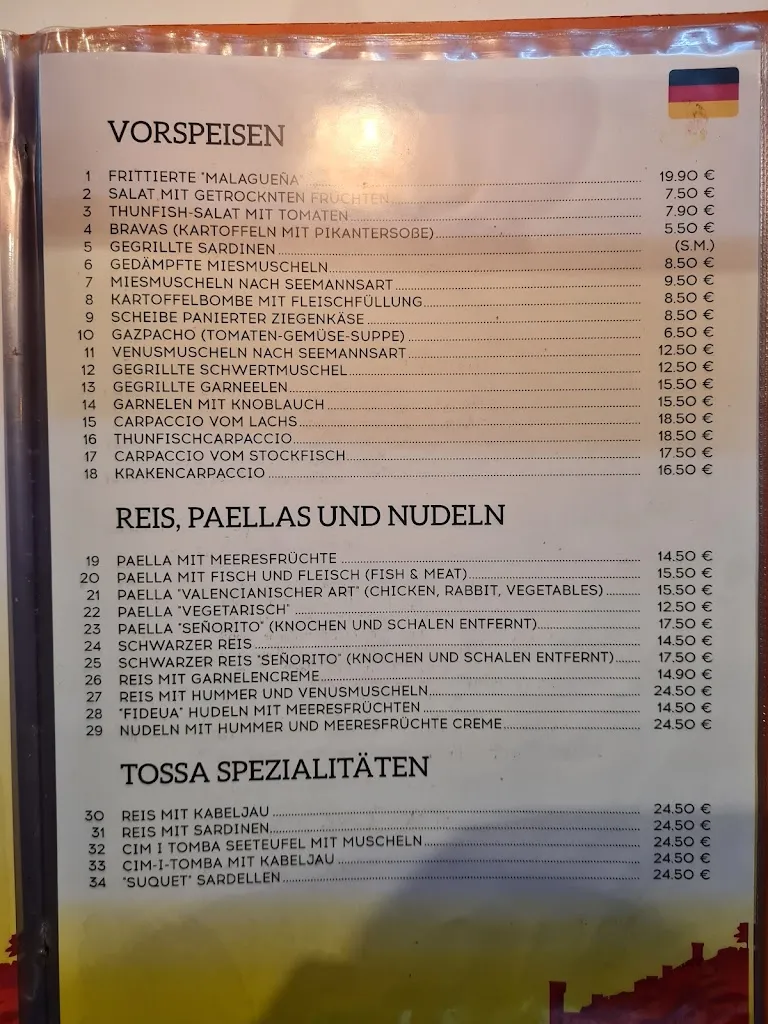 VORSPEISEN
1 FRITTIERTE "MALAGUEÑA" 19.90 €
2 SALAT MIT GETROCKNTEN FRÜCHTEN 7.50 €
3 THUNFISH-SALAT MIT TOMATEN 7.90 €
4 BRAVAS (KARTOFFELN MIT PIKANTERSOßE) 5.50 €
5 GEGRILLTE SARDINEN (S.M.)
6 GEDÄMPFTE MIESMUSCHELN 8.50 €
7 MIESMUSCHELN NACH SEEMANNSART 9.50 €
8 KARTOFFELBOMBE MIT FLEISCHFÜLLUNG 8.50 €
9 SCHEIBE PANIERTER ZIEGENKÄSE 8.50 €
10 GAZPACHO (TOMATEN-GEMÜSE-SUPPE) 6.50 €
11 VENUSMUSCHELN NACH SEEMANNSART 12.50 €
12 GEGRILLTE SCHWERTMUSCHEL 12.50 €
13 GEGRILLTE GARNEELEN 15.50 €
14 GARNELEN MIT KNOBLAUCH 15.50 €
15 CARPACCIO VOM LACHS 18.50 €
16 THUNFISCHCARPACCIO 18.50 €
17 CARPACCIO VOM STOCKFISCH 17.50 €
18 KRAKENCARPACCIO 16.50 €
REIS, PAELLAS UND NUDELN
19 PAELLA MIT MEERESFRÜCHTE 14.50 €
20 PAELLA MIT FISCH UND FLEISCH (FISH & MEAT) 15.50 €
21 PAELLA "VALENCIANISCHER ART" (CHICKEN, RABBIT, VEGETABLES) 15.50 €
22 PAELLA "VEGETARISCH" 12.50 €
23 PAELLA "SEÑORITO" (KNOCHEN UND SCHALEN ENTFERNT) 17.50 €
24 SCHWARZER REIS 14.50 €
25 SCHWARZER REIS "SEÑORITO" (KNOCHEN UND SCHALEN ENTFERNT) 17.50 €
26 REIS MIT GARNELENCREME 14.90 €
27 REIS MIT HUMMER UND VENUSMUSCHELN 24.50 €
28 "FIDEUA" HUDELN MIT MEERESFRÜCHTEN 14.50 €
29 NUDELN MIT HUMMER UND MEERESFRÜCHTE CREME 24.50 €
TOSSA SPEZIALITÄTEN
30 REIS MIT KABELJAU 24.50 €
31 REIS MIT SARDINEN 24.50 €
32 CIM I TOMBA SEETEUFEL MIT MUSCHELN 24.50 €
33 CIM-I-TOMBA MIT KABELJAU 24.50 €
34 "SUQUET" SARDELLEN 24.50 €